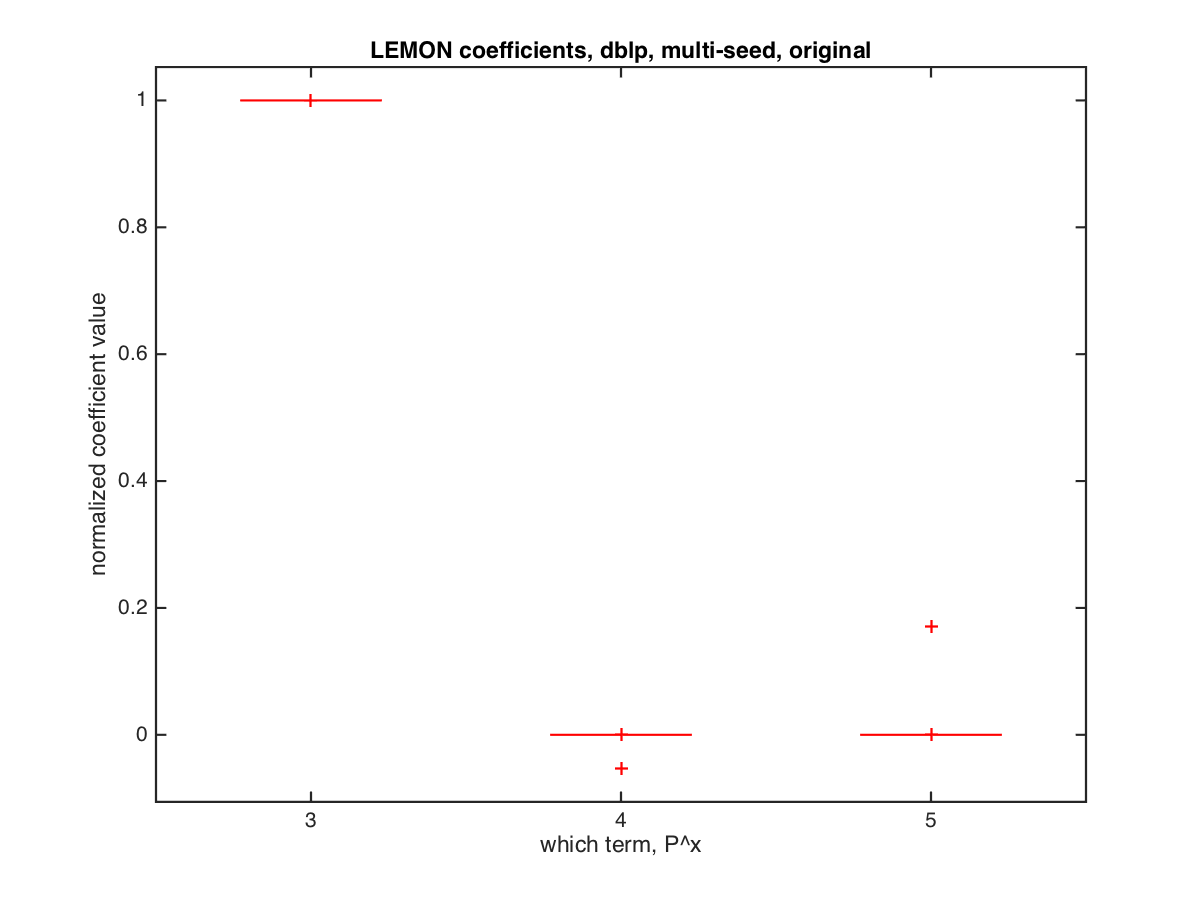 LEMON coefficients, dblp, multi-seed, original
normalized coefficient value
1
0.8
0.6
0.4
0.2
0
3 4 5
which term, P^x